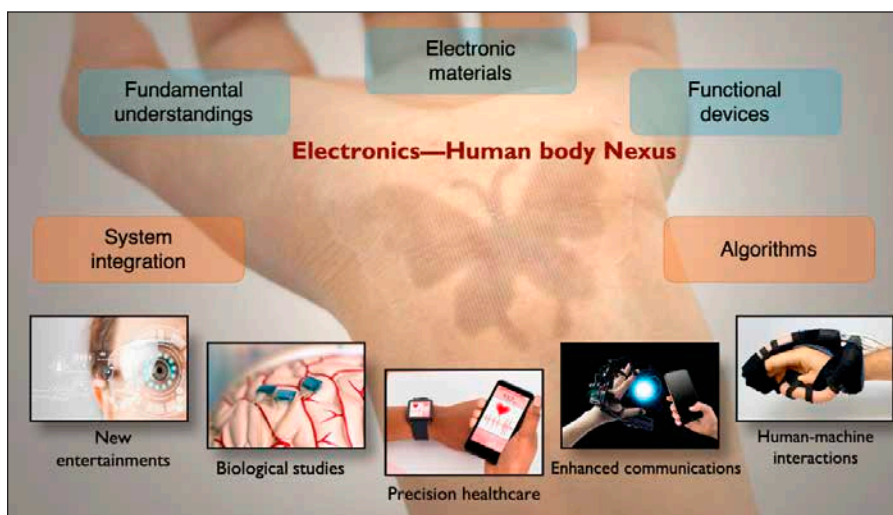 Electronic
materials
Fundamental
understandings
Functional
devices
Electronics—Human body Nexus
System
integration
Algorithms
New
entertainments
Biological studies
Precision healthcare
Enhanced communications
Human-machine
interactions